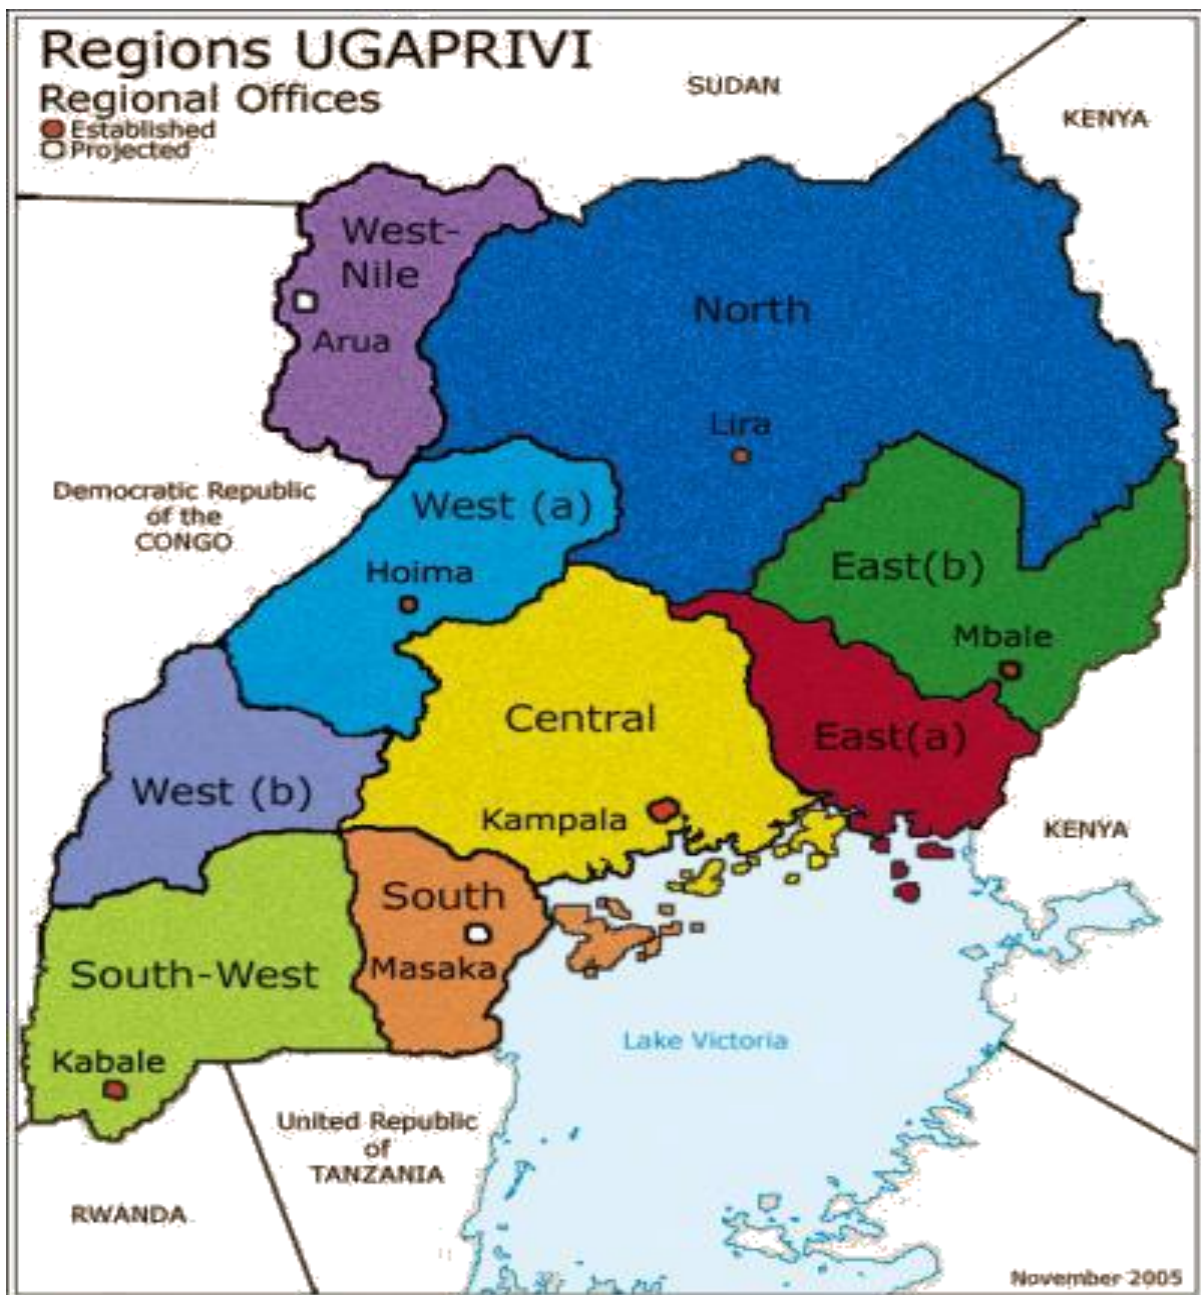 Regions UGAPRIVI
Regional Offices
Established
Projected
SUDAN
KENYA
West-
Nile
Arua
North
Lira
Democratic Republic
of the
CONGO
West (a)
Hoima
East(b)
Mbale
Central
Kampala
East(a)
West (b)
KENYA
South
Masaka
South-West
Kabale
Lake Victoria
United Republic
of
TANZANIA
RWANDA
November 2005